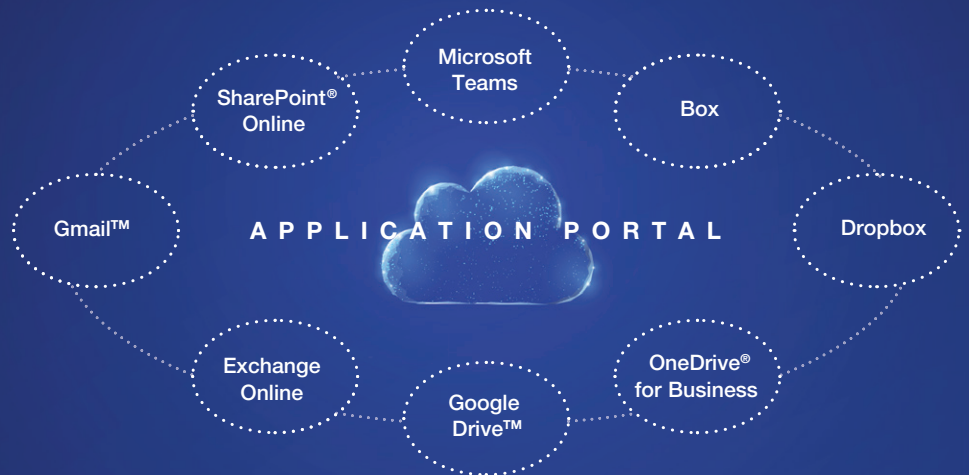 Microsoft
Teams
SharePoint®
Online
Box
Gmail™
APPLICATION PORTAL
Dropbox
Exchange
Online
OneDrive®
for Business
Google
Drive™